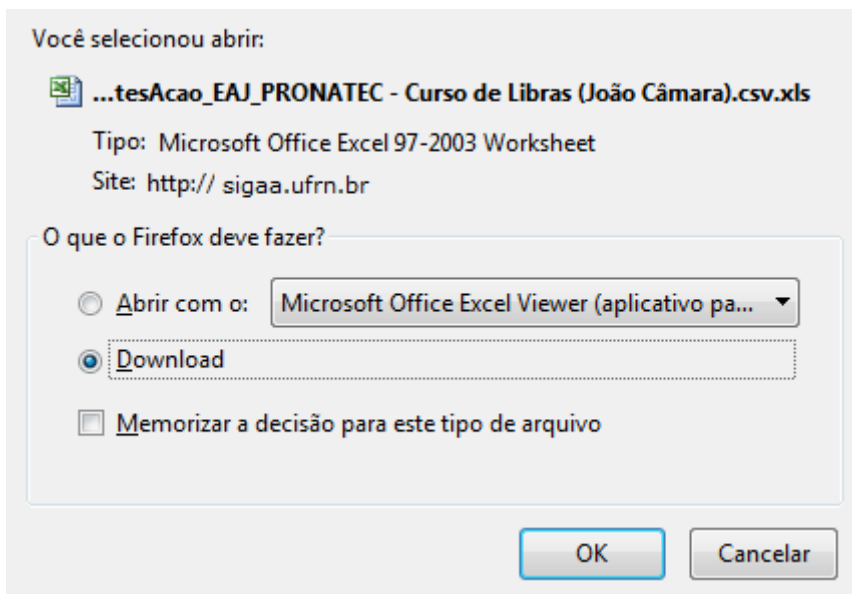 Você selecionou abrir:
...tesAcao_EAJ_PRONATEC - Curso de Libras (João Câmara).csv.xls
Tipo: Microsoft Office Excel 97-2003 Worksheet
Site: http:// sigaa.ufrn.br
O que o Firefox deve fazer?
Abrir com o: Microsoft Office Excel Viewer (aplicativo pa...
Download
Memorizar a decisão para este tipo de arquivo
OK Cancelar